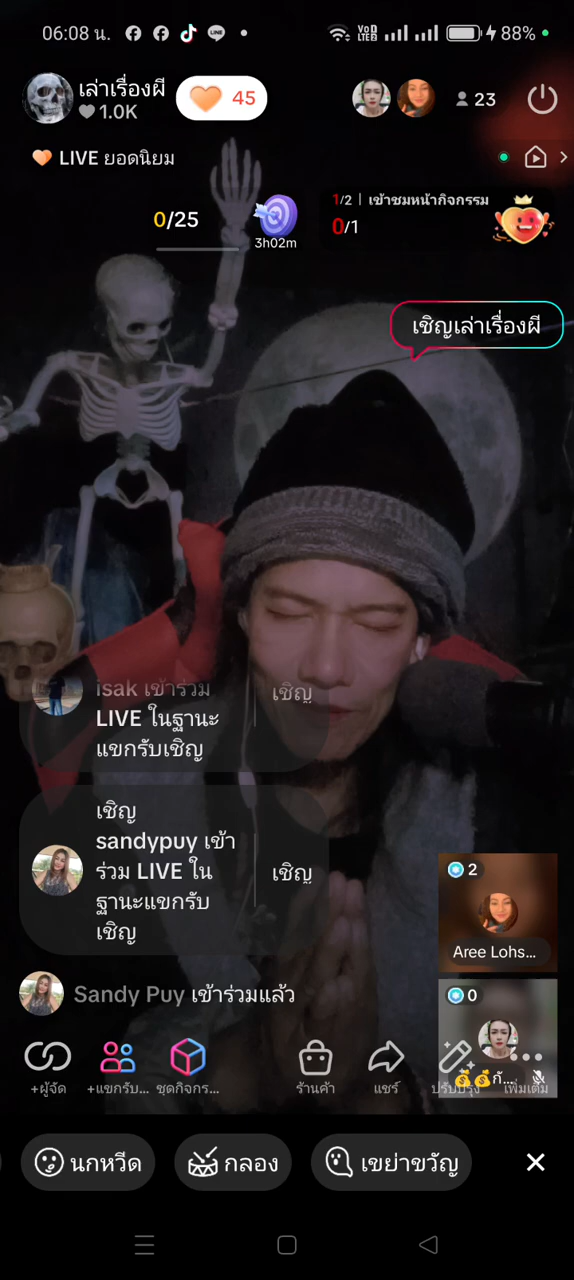 06:08 น.
VoD LTE2
88%
เล่าเรื่องผี
1.0K
45
23
LIVE ยอดนิยม
0/25
3h02m
1/2 | เข้าชมหน้ากิจกรรม
0/1
เชิญเล่าเรื่องผี
isak เข้าร่วม
LIVE ในฐานะ
แขกรับเชิญ
เชิญ
เชิญ
sandypuy เข้า
ร่วม LIVE ใน
ฐานะแขกรับ
เชิญ
เชิญ
2
Aree Lohs...
Sandy Puy เข้าร่วมแล้ว
0
กั...
+ผู้จัด
+แขกรับ...
ชุดกิจกร...
ร้านค้า
แชร์
ปรับปรุง
เพิ่มเติม
นกหวีด
กลอง
เขย่าขวัญ